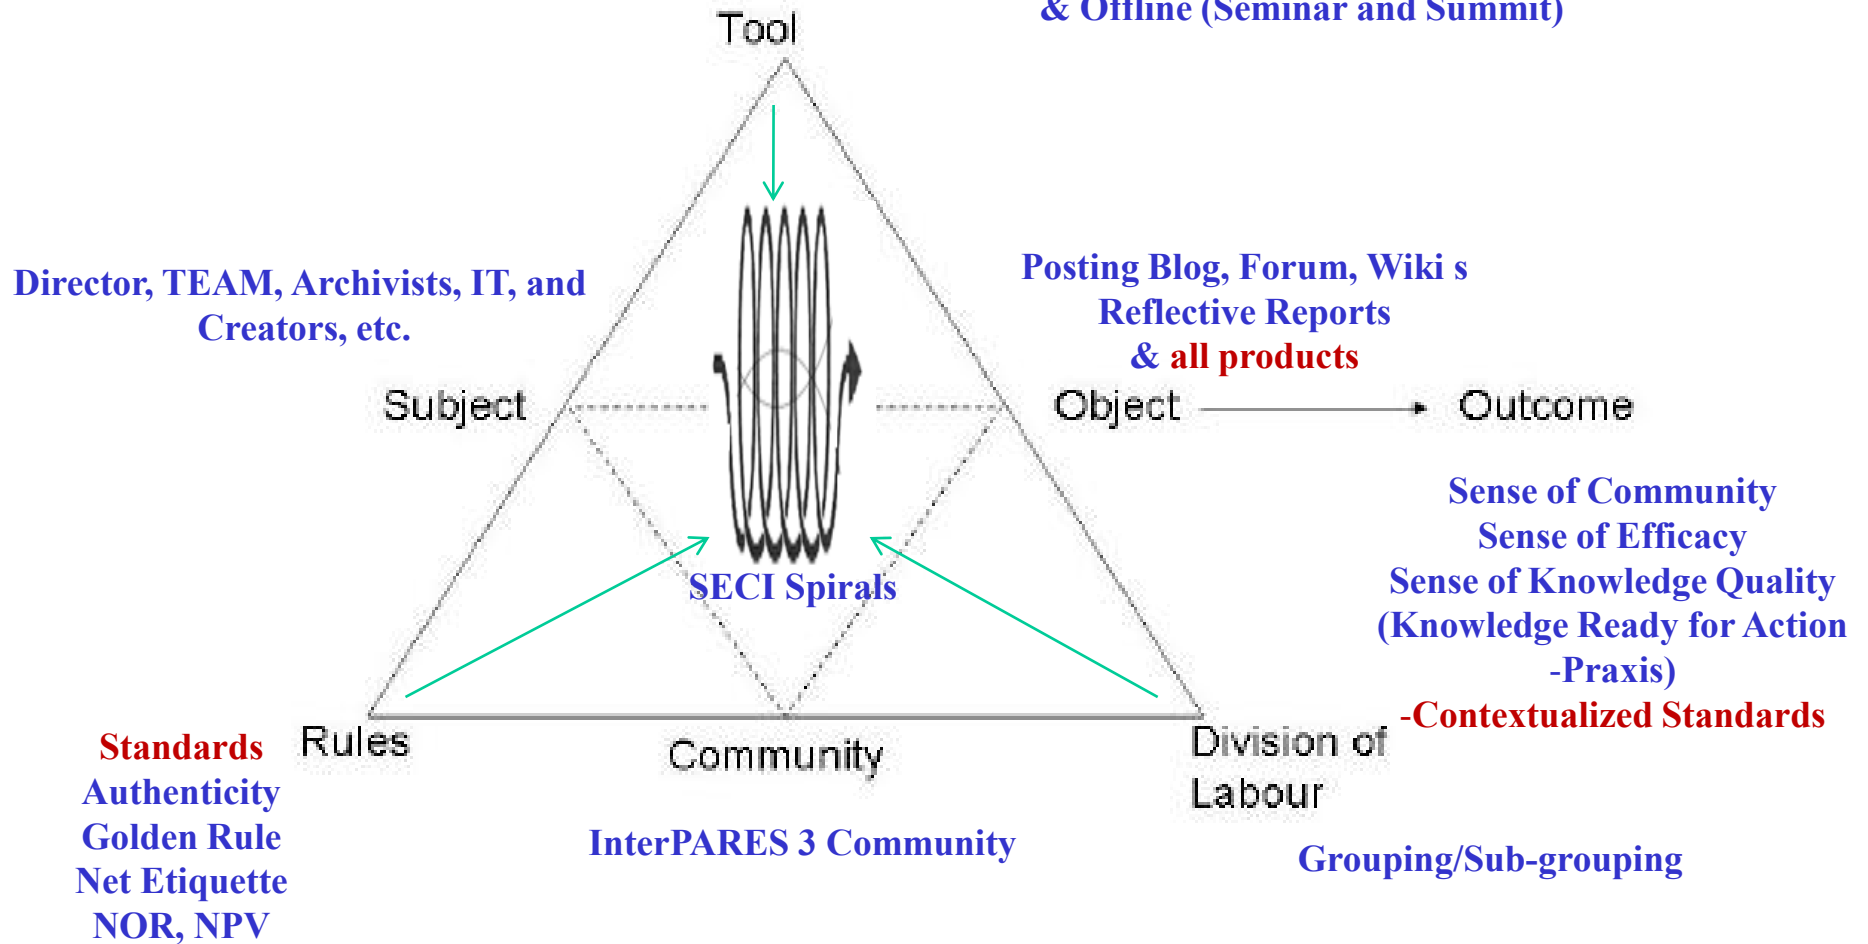 & Offline (Seminar and Summit)
Tool
Director, TEAM, Archivists, IT, and
Creators, etc.
Posting Blog, Forum, Wiki s
Reflective Reports
& all products
Subject
Object
Outcome
Sense of Community
Sense of Efficacy
Sense of Knowledge Quality
(Knowledge Ready for Action
-Praxis)
-Contextualized Standards
SECI Spirals
Rules
Community
Division of
Labour
Standards
Authenticity
Golden Rule
Net Etiquette
NOR, NPV
InterPARES 3 Community
Grouping/Sub-grouping